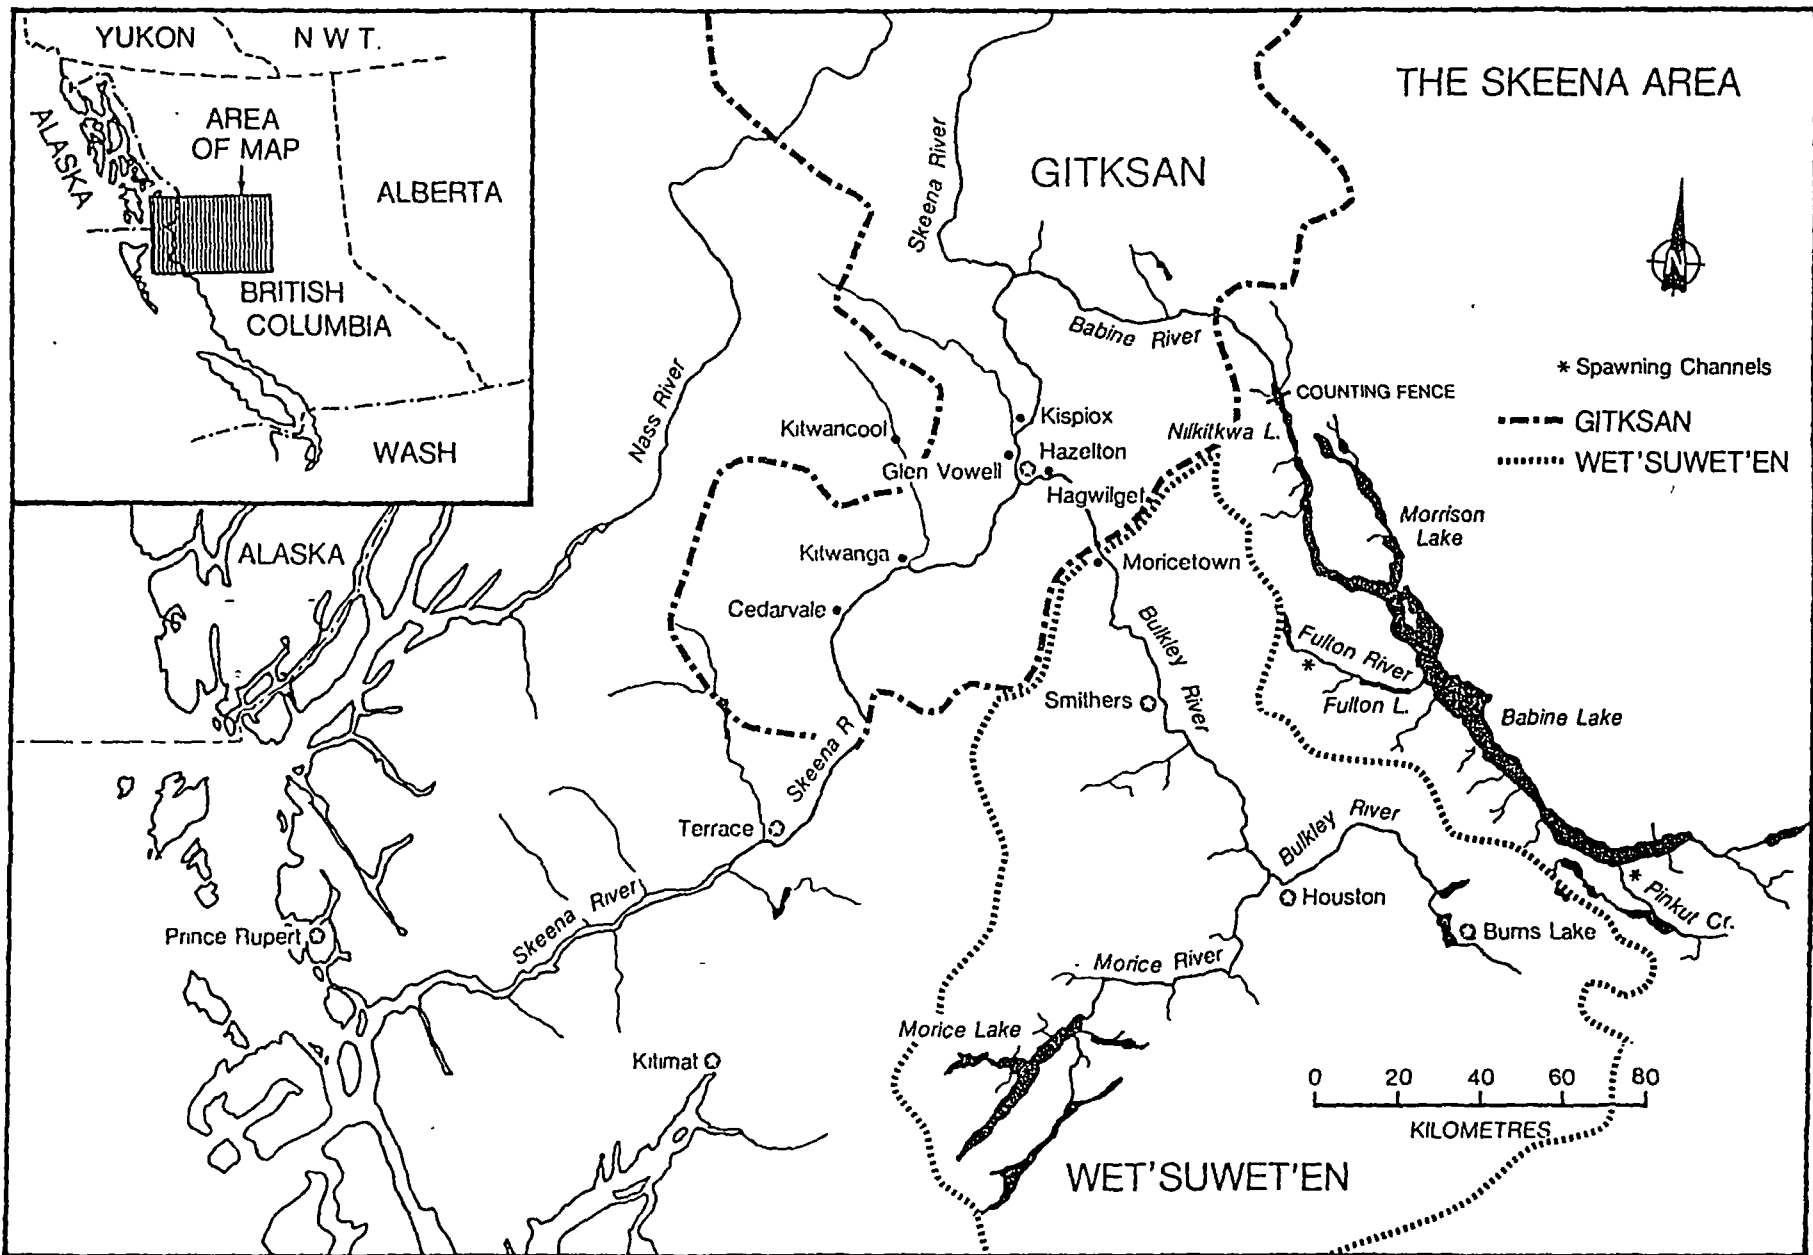 YUKON
N W T.
ALASKA
AREA
OF MAP
ALBERTA
BRITISH
COLUMBIA
WASH
THE SKEENA AREA
GITKSAN
Skeena River
N
Babine River
* Spawning Channels
COUNTING FENCE
GITKSAN
WET'SUWET'EN
Nass River
Kitwancool
Kispiox
Nilkitkwa L.
Glen Vowell
Hazelton
Hagwilget
Morrison
Lake
ALASKA
Kitwanga
Moricetown
Cedarvale
Bulkley River
Fulton River
*
Smithers
Fulton L.
Babine Lake
Skeena R
Terrace
Bulkley River
Houston
* Pinkut Cr.
Skeena River
Prince Rupert
Burns Lake
Morice River
Morice Lake
Kitimat
0 20 40 60 80
KILOMETRES
WET'SUWET'EN